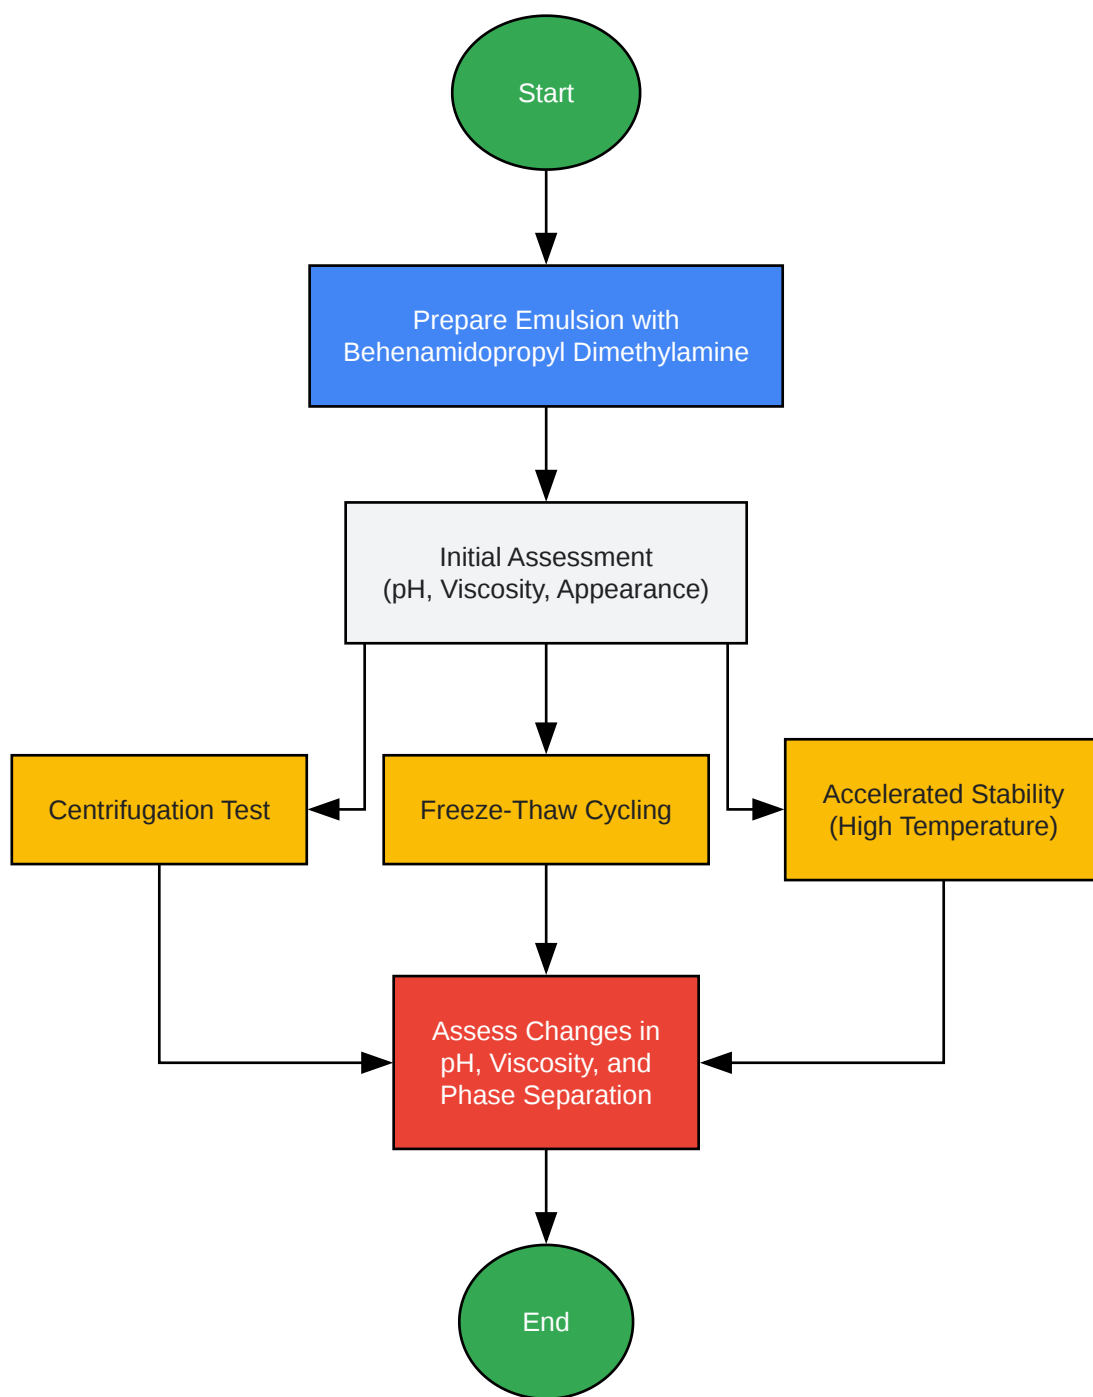 Start
Prepare Emulsion with
Behenamidopropyl Dimethylamine
Initial Assessment
(pH, Viscosity, Appearance)
Centrifugation Test
Freeze-Thaw Cycling
Accelerated Stability
(High Temperature)
Assess Changes in
pH, Viscosity, and
Phase Separation
End